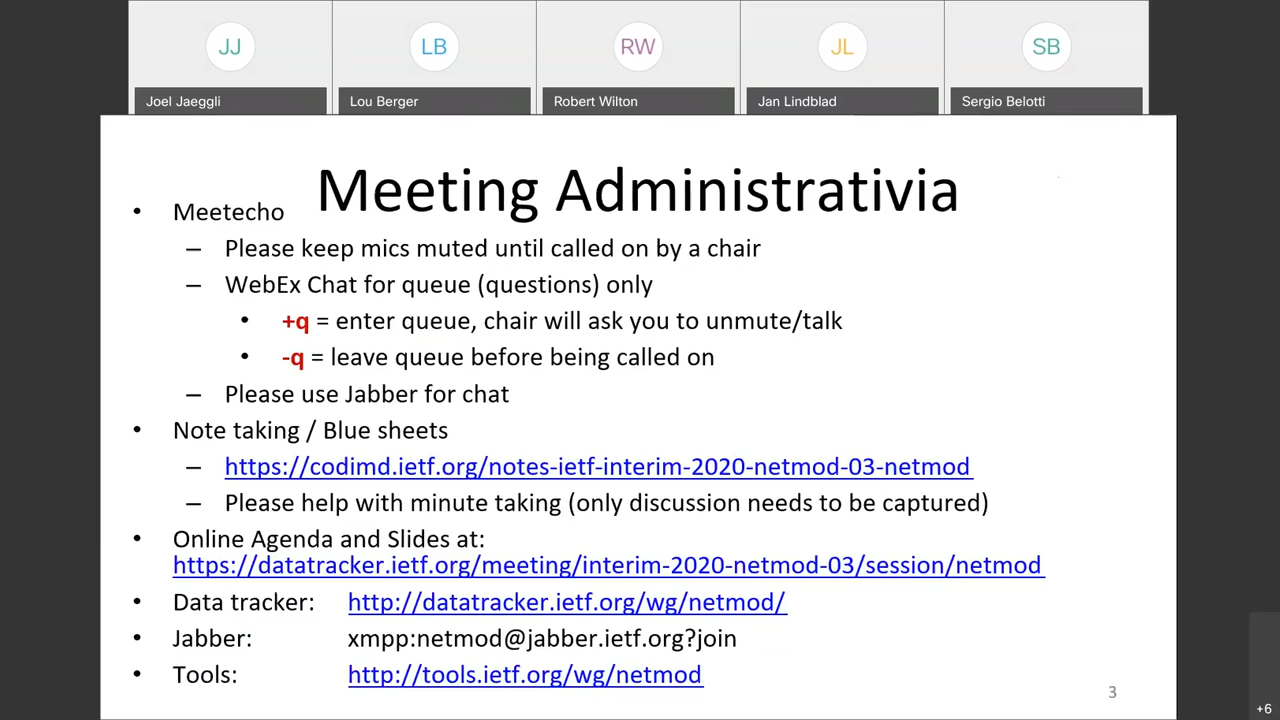 JJ
LB
RW
JL
SB
Joel Jaeggli
Lou Berger
Robert Wilton
Jan Lindblad
Sergio Belotti
Meeting Administrativia
• Meetecho
– Please keep mics muted until called on by a chair
– WebEx Chat for queue (questions) only
• +q = enter queue, chair will ask you to unmute/talk
• -q = leave queue before being called on
– Please use Jabber for chat
• Note taking / Blue sheets
– https://codimd.ietf.org/notes-ietf-interim-2020-netmod-03-netmod
– Please help with minute taking (only discussion needs to be captured)
• Online Agenda and Slides at:
https://datatracker.ietf.org/meeting/interim-2020-netmod-03/session/netmod
• Data tracker: http://datatracker.ietf.org/wg/netmod/
• Jabber: xmpp:netmod@jabber.ietf.org?join
• Tools: http://tools.ietf.org/wg/netmod
3
+6